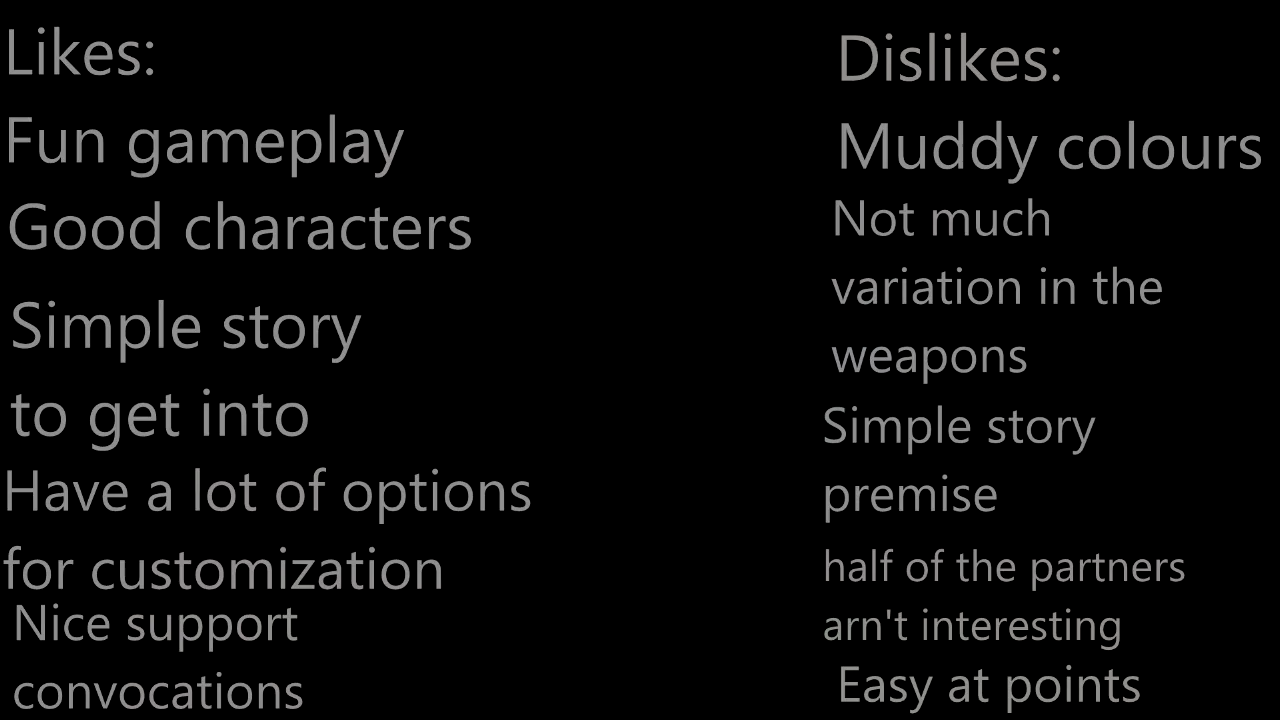 Likes:
Fun gameplay
Good characters
Simple story
to get into
Have a lot of options
for customization
Nice support
convocations
Dislikes:
Muddy colours
Not much
variation in the
weapons
Simple story
premise
half of the partners
arn't interesting
Easy at points